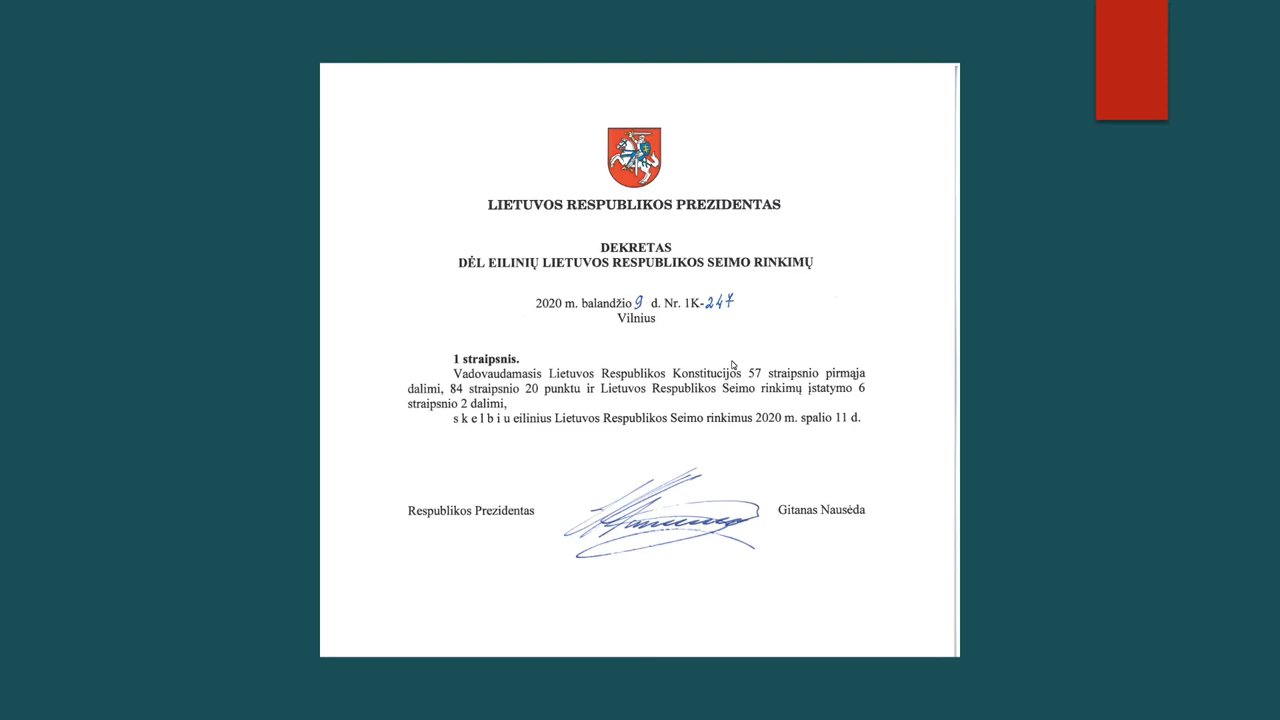 LIETUVOS RESPUBLIKOS PREZIDENTAS
DEKRETAS
DĖL EILINIŲ LIETUVOS RESPUBLIKOS SEIMO RINKIMŲ
2020 m. balandžio 9 d. Nr. 1K-247
Vilnius
1 straipsnis.
Vadovaudamasis Lietuvos Respublikos Konstitucijos 57 straipsnio pirmąja
dalimi, 84 straipsnio 20 punktu ir Lietuvos Respublikos Seimo rinkimų įstatymo 6
straipsnio 2 dalimi,
s k e l b i u eilinius Lietuvos Respublikos Seimo rinkimus 2020 m. spalio 11 d.
Respublikos Prezidentas
Gitanas Nausėda